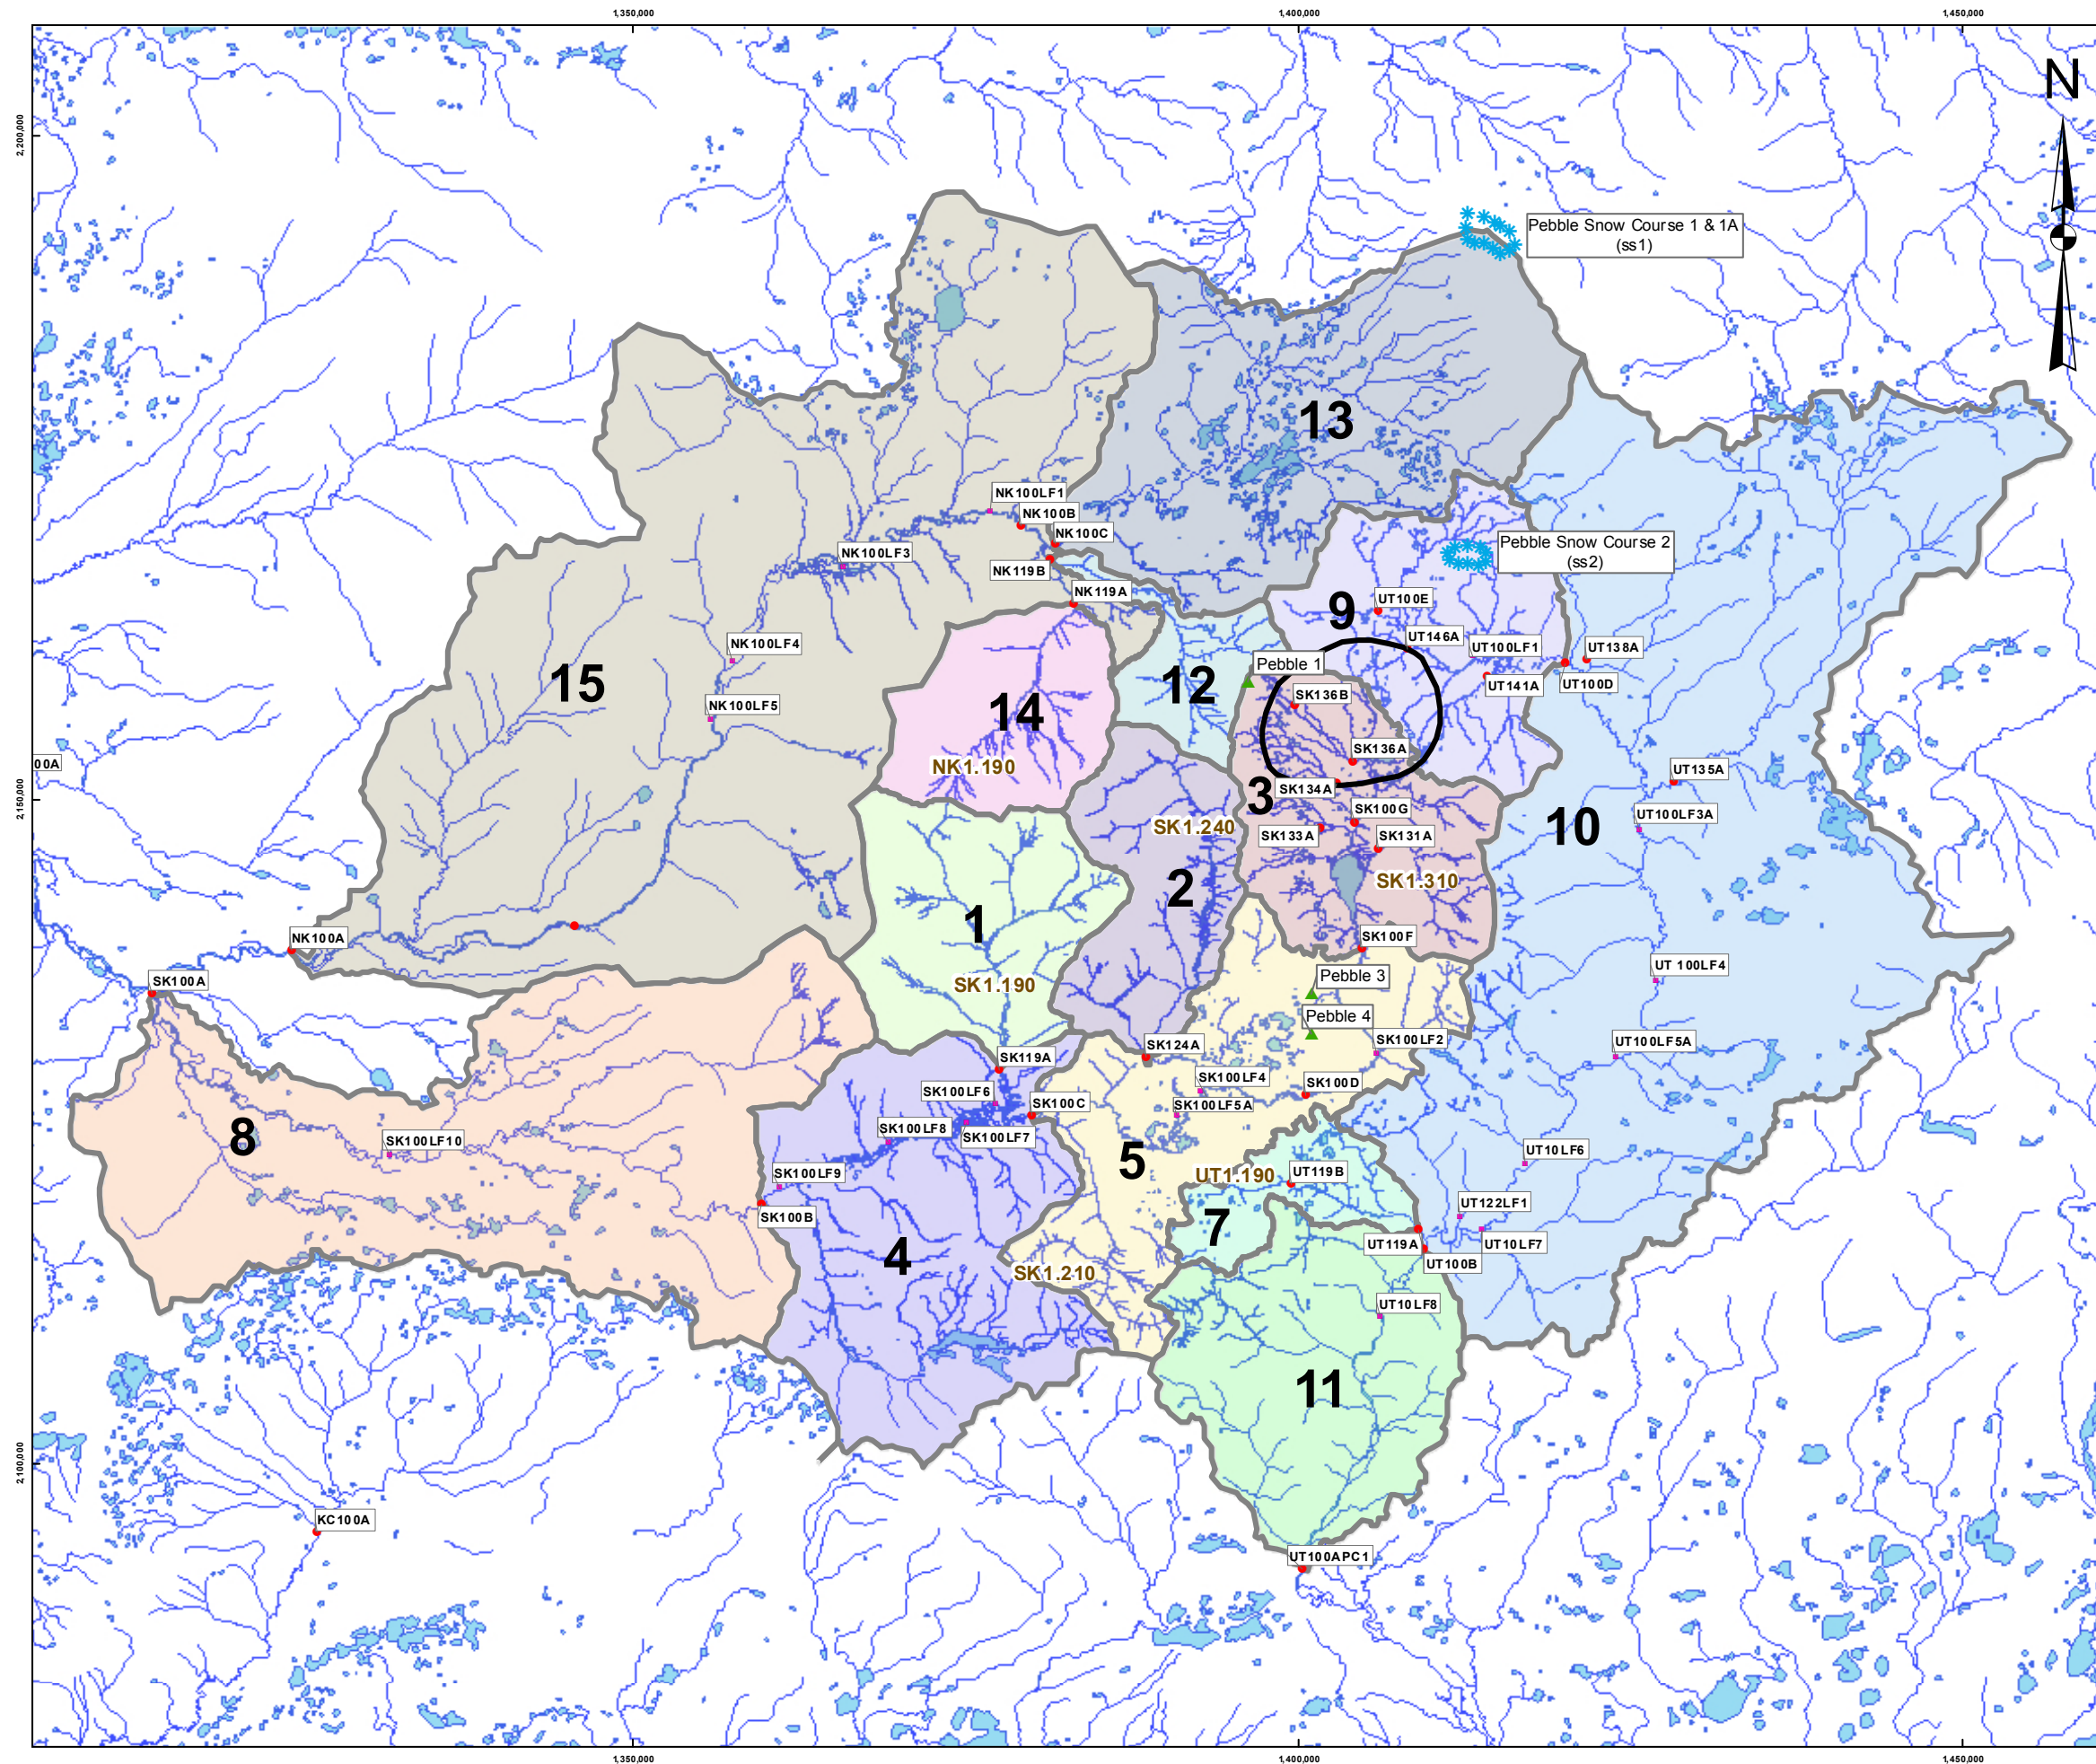 1,350,000
1,400,000
1,450,000
N
2,200,000
Pebble Snow Course 1 & 1A
(ss1)
13
NK100LF1
NK100B
NK100C
NK100LF3
NK119B
Pebble Snow Course 2
(ss2)
NK119A
9
UT100E
NK100LF4
UT146A
UT100LF1
UT138A
15
12
Pebble 1
UT100D
UT141A
SK136B
NK100LF5
14
NK1.190
SK136A
00A
UT135A
2,150,000
3
SK134A
SK100G
10
UT100LF3A
SK1.240
SK133A
SK131A
2
SK1.310
1
NK100A
SK100F
UT 100LF4
SK100A
SK1.190
Pebble 3
Pebble 4
SK119A
SK124A
SK100LF2
UT100LF5A
SK100LF6
SK100LF4
SK100D
SK100C
SK100LF5A
8
SK100LF10
SK100LF8
SK100LF7
5
UT10LF6
SK100LF9
UT1.190
UT119B
SK100B
UT122LF1
7
4
UT119A
UT10LF7
UT100B
SK1.210
UT10LF8
11
2,100,000
KC100A
UT100APC1
1,350,000
1,400,000
1,450,000